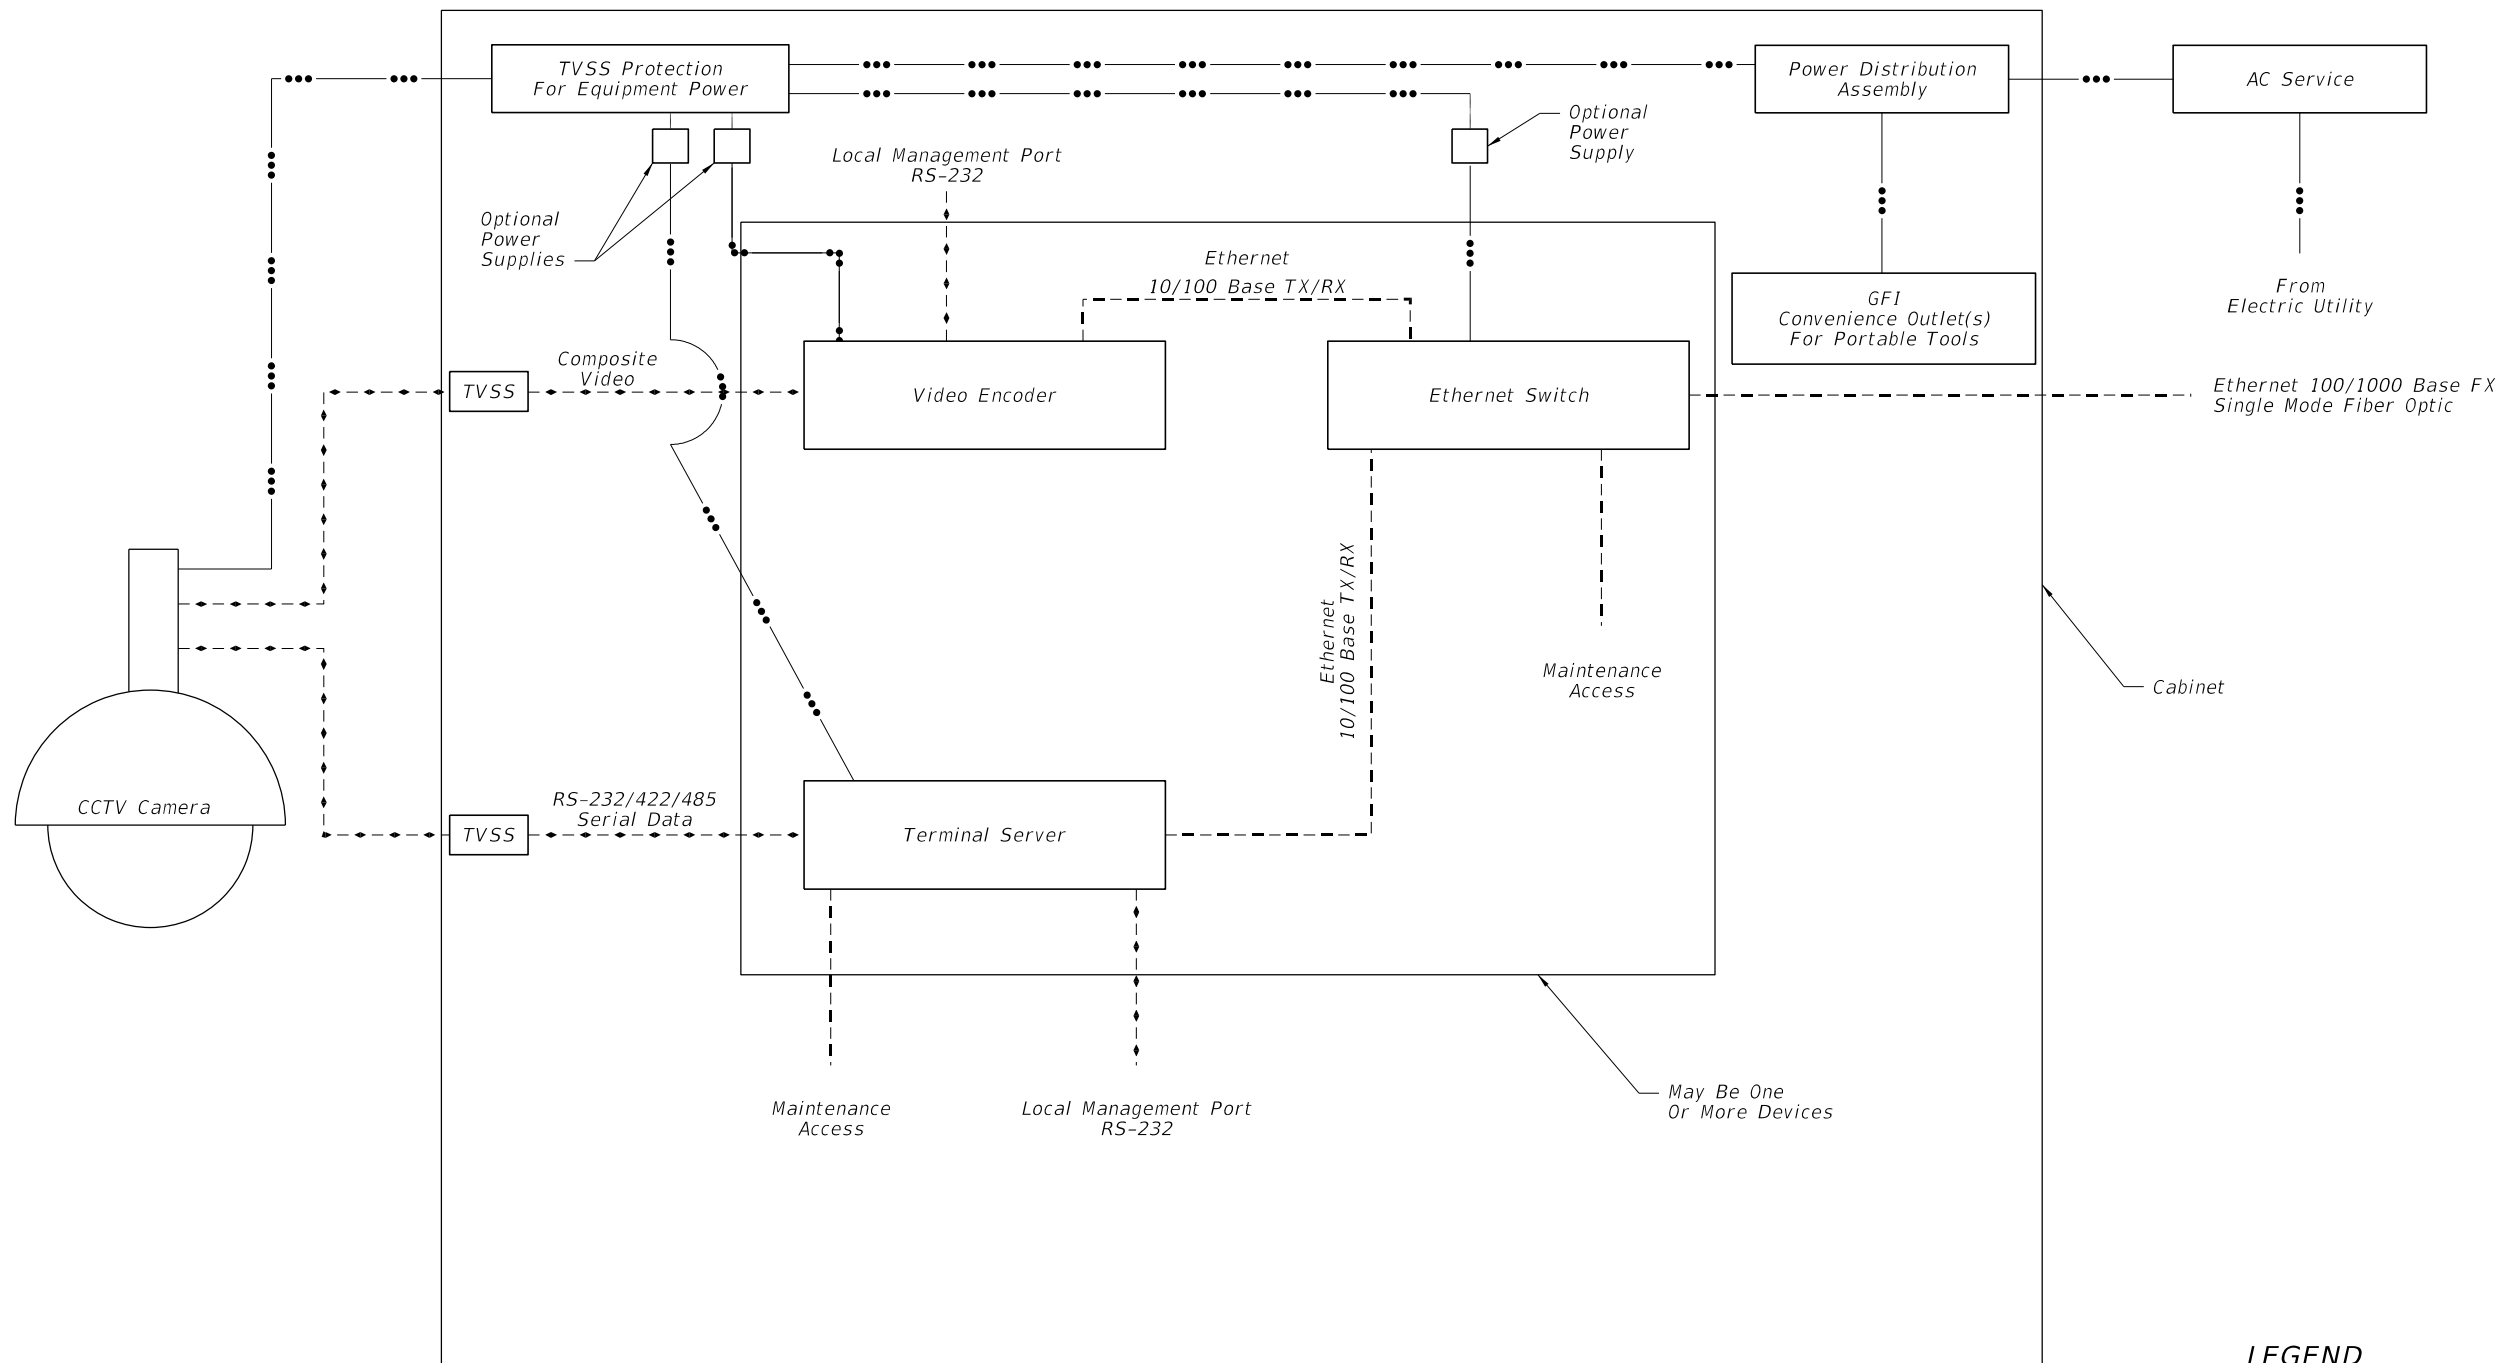 TVSS Protection
For Equipment Power
Power Distribution
Assembly
AC Service
Optional
Power
Supply
Local Management Port
RS-232
Optional
Power
Supplies
Ethernet
10/100 Base TX/RX
From
Electric Utility
GFI
Convenience Outlet(s)
For Portable Tools
Composite
Video
TVSS
Video Encoder
Ethernet Switch
Ethernet 100/1000 Base FX
Single Mode Fiber Optic
Ethernet
10/100 Base TX/RX
Maintenance
Access
Cabinet
CCTV Camera
RS-232/422/485
Serial Data
TVSS
Terminal Server
Maintenance
Access
Local Management Port
RS-232
May Be One
Or More Devices
LEGEND